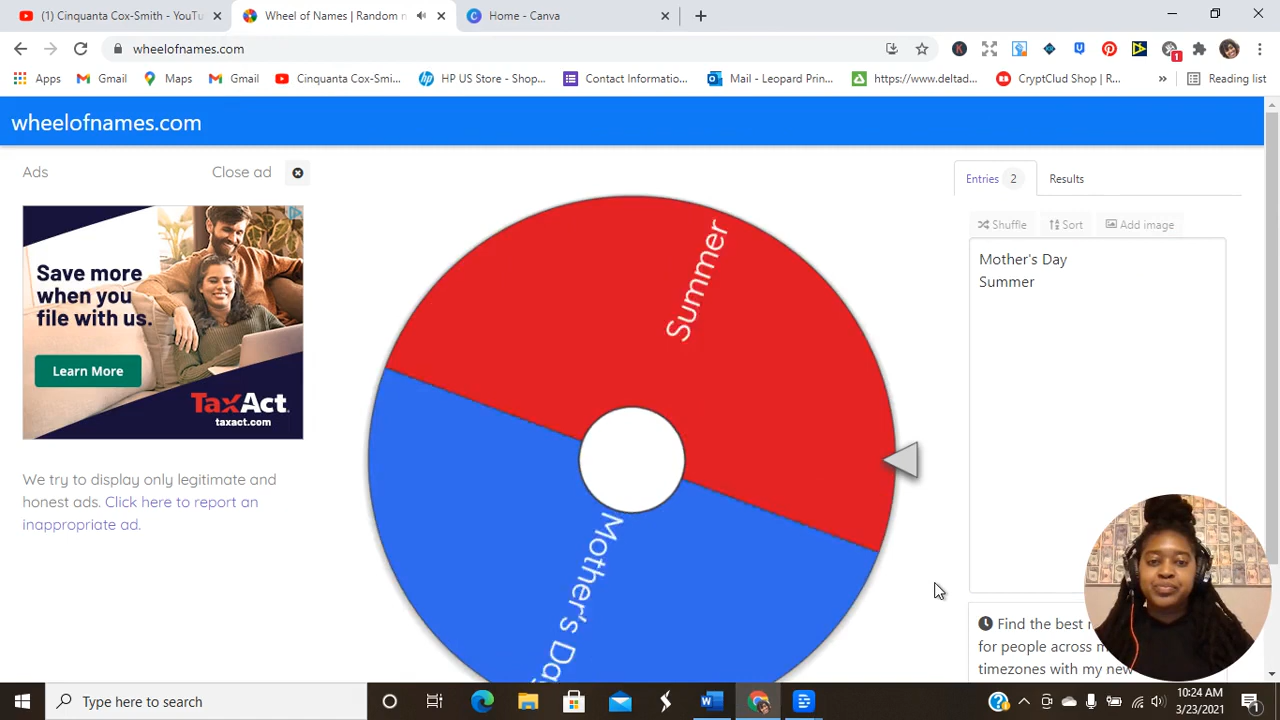 (1) Cinquanta Cox-Smith - YouTu
Wheel of Names | Random n
Home - Canva
wheelofnames.com
Apps
Gmail
Maps
Gmail
Cinquanta Cox-Smi...
HP US Store - Shop...
Contact Informatio...
Mail - Leopard Prin...
https://www.deltad...
CryptClud Shop | R...
»
Reading list
wheelofnames.com
Ads
Close ad
Entries 2
Results
Shuffle
Sort
Add image
Mother's Day
Summer
Save more
when you
file with us.
Learn More
TaxAct.
taxact.com
We try to display only legitimate and
honest ads. Click here to report an
inappropriate ad.
Summer
Mother's Day
Find the best
for people across
timezones with my new
Type here to search
10:24 AM
3/23/2021
1
1